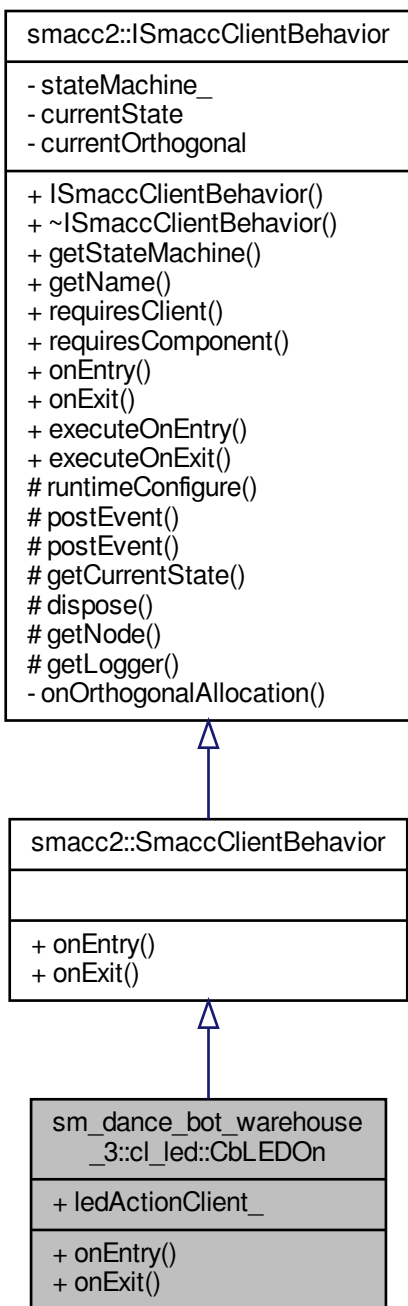 smacc2::ISmaccClientBehavior
- stateMachine_
- currentState
- currentOrthogonal
+ ISmaccClientBehavior()
+ ~ISmaccClientBehavior()
+ getStateMachine()
+ getName()
+ requiresClient()
+ requiresComponent()
+ onEntry()
+ onExit()
+ executeOnEntry()
+ executeOnExit()
# runtimeConfigure()
# postEvent()
# postEvent()
# getCurrentState()
# dispose()
# getNode()
# getLogger()
- onOrthogonalAllocation()
smacc2::SmaccClientBehavior
+ onEntry()
+ onExit()
sm_dance_bot_warehouse
_3::cl_led::CbLEDOn
+ ledActionClient_
+ onEntry()
+ onExit()